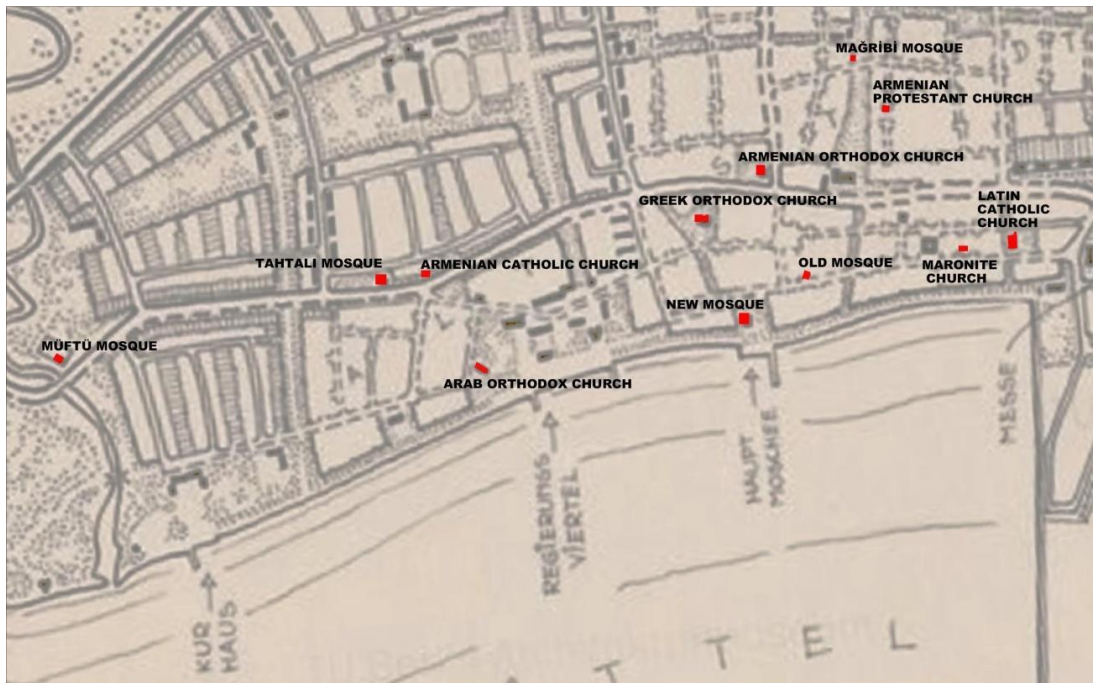 MAĞRİBİ MOSQUE
ARMENIAN
PROTESTANT CHURCH
ARMENIAN ORTHODOX CHURCH
GREEK ORTHODOX CHURCH
LATIN
CATHOLIC
CHURCH
TAHTALI MOSQUE
ARMENIAN CATHOLIC CHURCH
OLD MOSQUE
MARONITE
CHURCH
NEW MOSQUE
MÜFTÜ MOSQUE
ARAB ORTHODOX CHURCH
MESSE
HAUPT
MOSCHEE
REGIERUNGS
VIERTEL
KUR
HAUS
T T E L